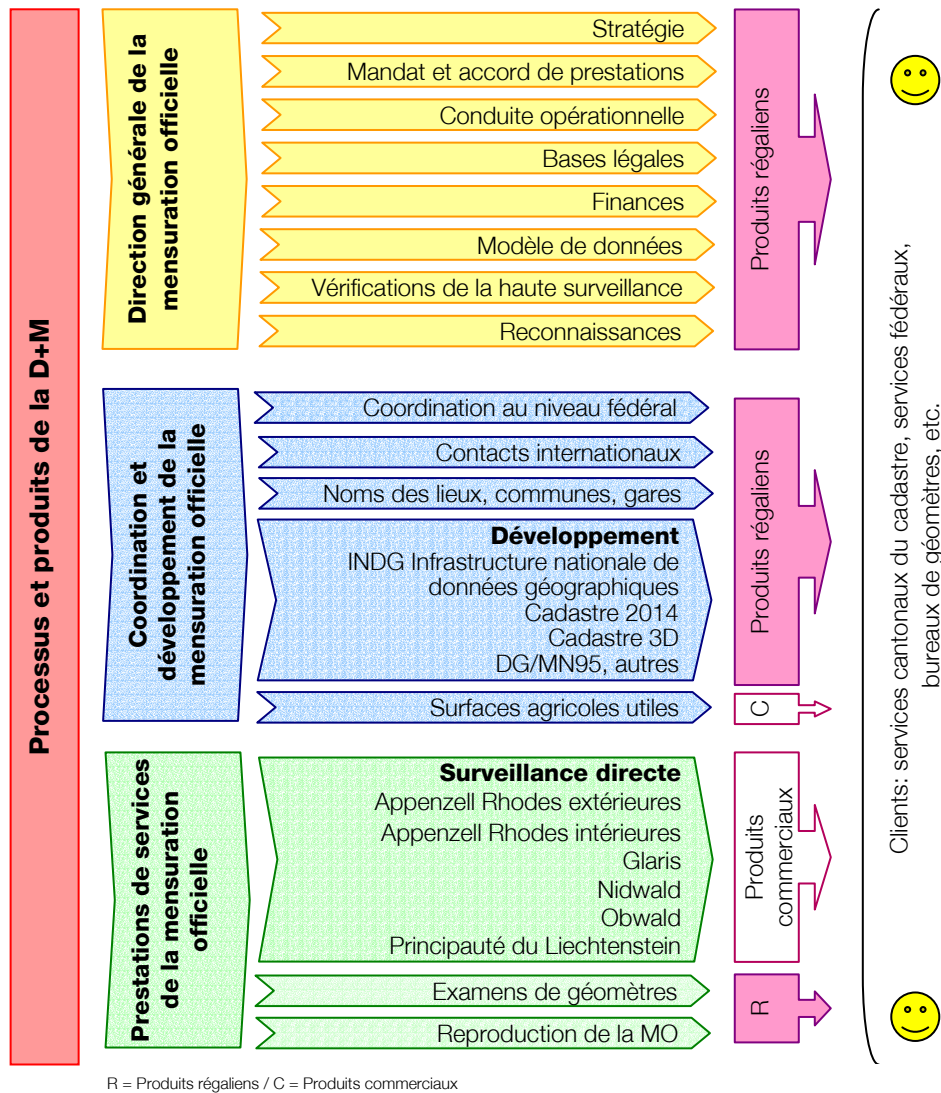 Processus et produits de la D+M
Direction générale de la
mensuration officielle
Stratégie
Mandat et accord de prestations
Conduite opérationnelle
Bases légales
Finances
Modèle de données
Vérifications de la haute surveillance
Reconnaissances
Produits régaliens
Coordination et
développement de la
mensuration officielle
Coordination au niveau fédéral
Contacts internationaux
Noms des lieux, communes, gares
Développement
INDG Infrastructure nationale de
données géographiques
Cadastre 2014
Cadastre 3D
DG/MN95, autres
Surfaces agricoles utiles
Produits régaliens
C
Prestations de services
de la mensuration
officielle
Surveillance directe
Appenzell Rhodes extérieures
Appenzell Rhodes intérieures
Glaris
Nidwald
Obwald
Principauté du Liechtenstein
Examens de géomètres
Reproduction de la MO
Produits
commerciaux
R
Clients: services cantonaux du cadastre, services fédéraux,
bureaux de géomètres, etc.
R = Produits régaliens / C = Produits commerciaux